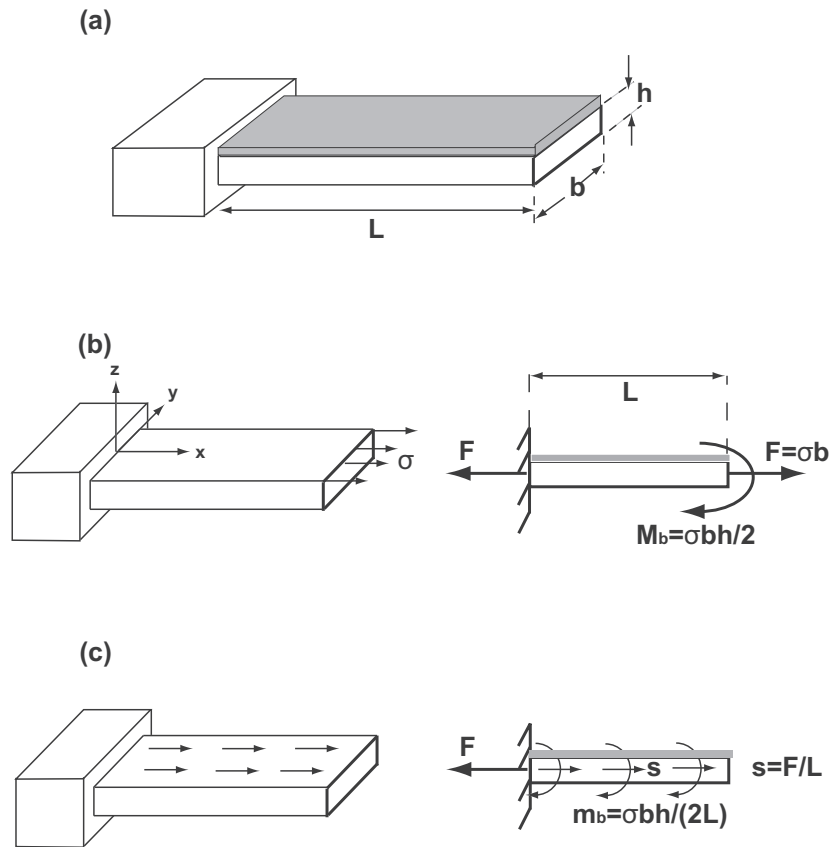 (a)
h
b
L
(b)
z
y
x
σ
L
F
F=σb
Mb=σbh/2
(c)
F
s
s=F/L
mb=σbh/(2L)